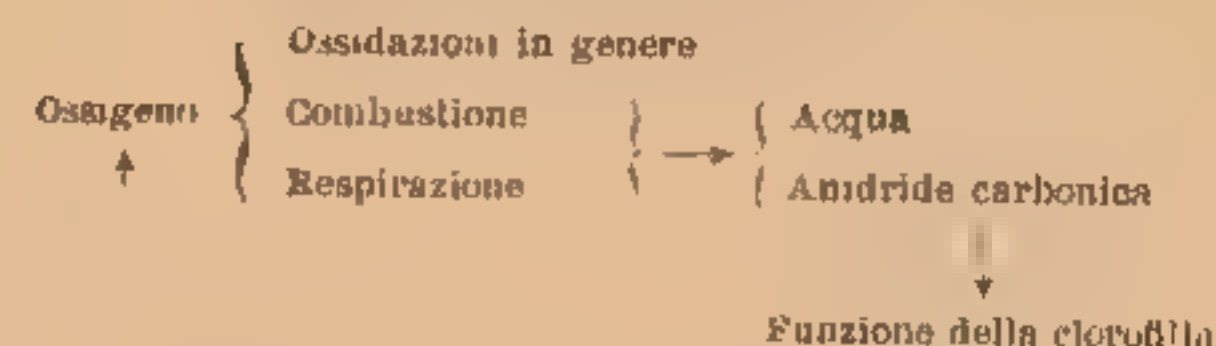 Ossidazioni in genere
Ossigeno Combustione Acqua
Respirazione Anidride carbonica
Funzione della clorofilla